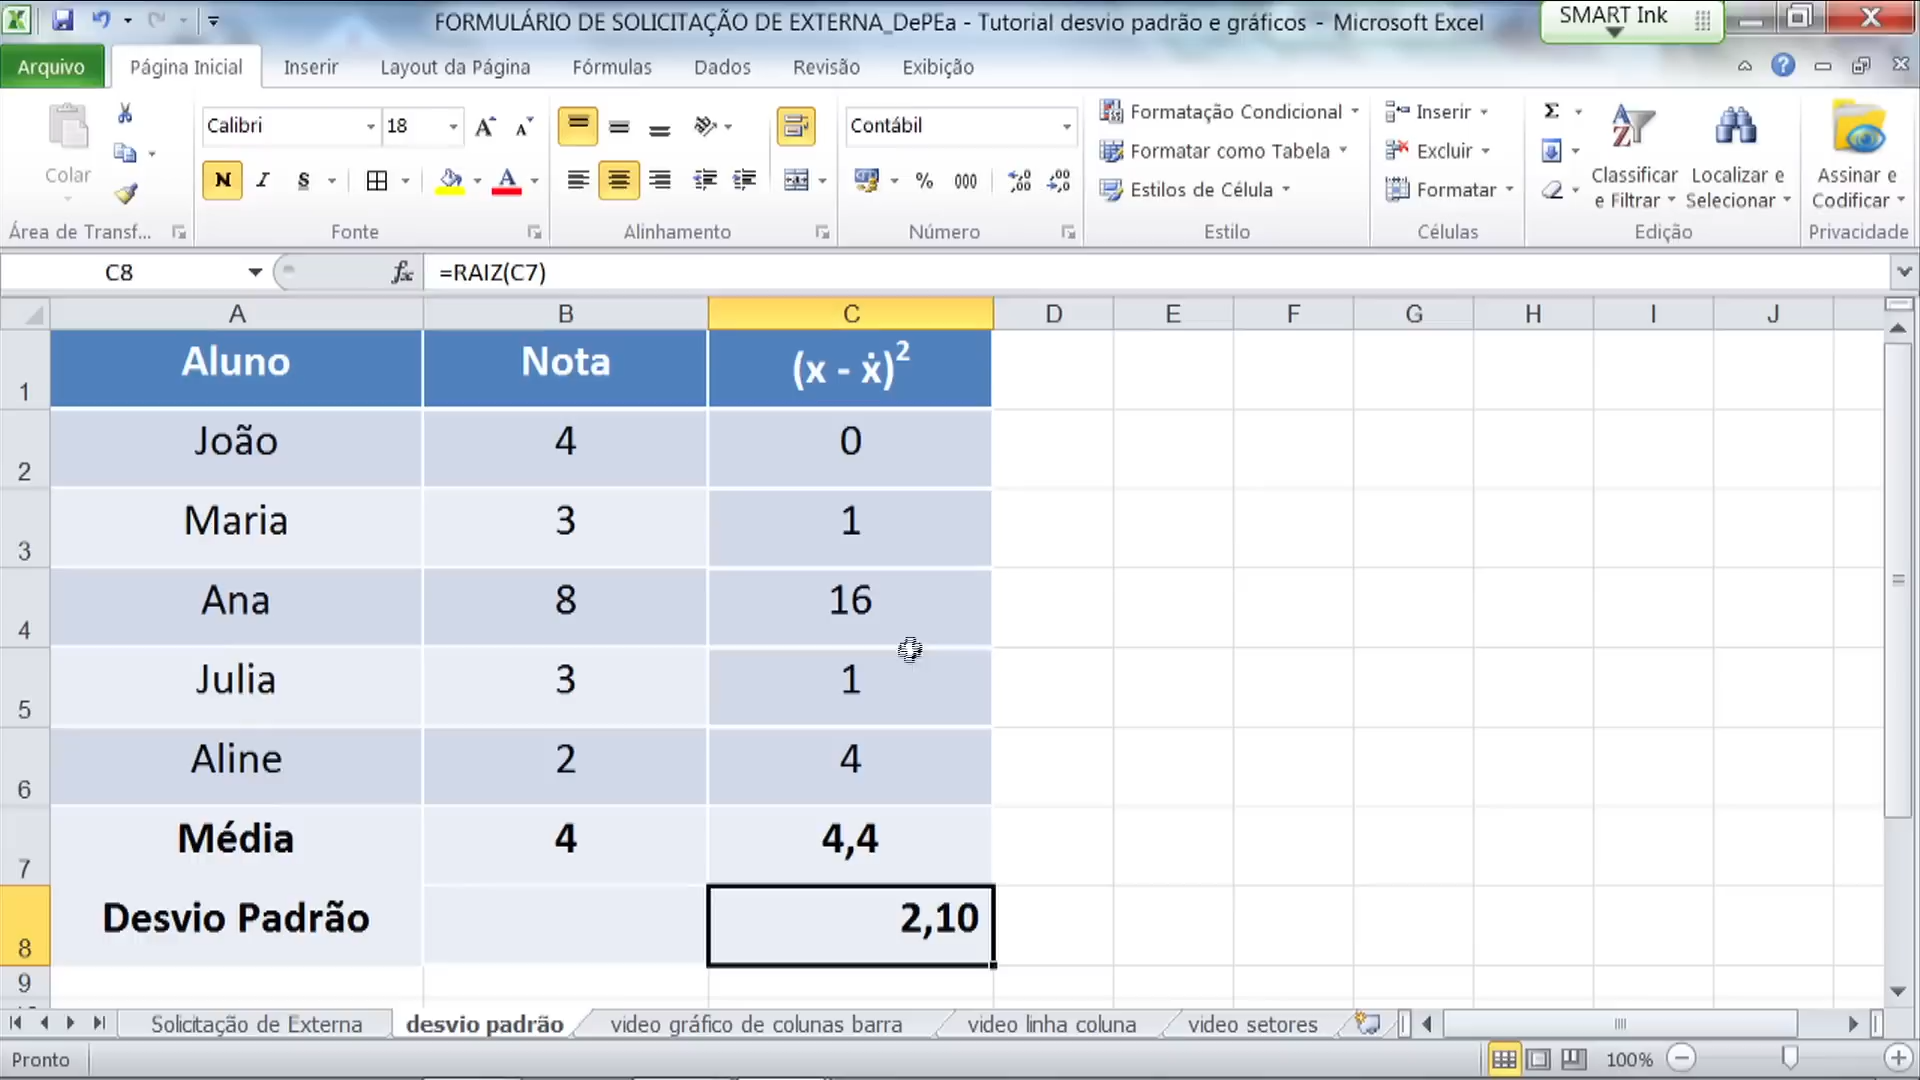 FORMULÁRIO DE SOLICITAÇÃO DE EXTERNA_DePEa - Tutorial desvio padrão e gráficos - Microsoft Excel
SMART Ink
Arquivo Página Inicial Inserir Layout da Página Fórmulas Dados Revisão Exibição
Colar
Calibri 18
N I S
Contábil
% 000
Formatação Condicional
Formatar como Tabela
Estilos de Célula
Inserir
Excluir
Formatar
Σ
Classificar e Filtrar
Localizar e Selecionar
Assinar e Codificar
Área de Transf... Fonte Alinhamento Número Estilo Células Edição Privacidade
C8 fx =RAIZ(C7)
A B C D E F G H I J
1 Aluno Nota (x - ẋ)²
2 João 4 0
3 Maria 3 1
4 Ana 8 16
5 Julia 3 1
6 Aline 2 4
7 Média 4 4,4
8 Desvio Padrão 2,10
9
Solicitação de Externa desvio padrão video gráfico de colunas barra video linha coluna video setores
Pronto 100%